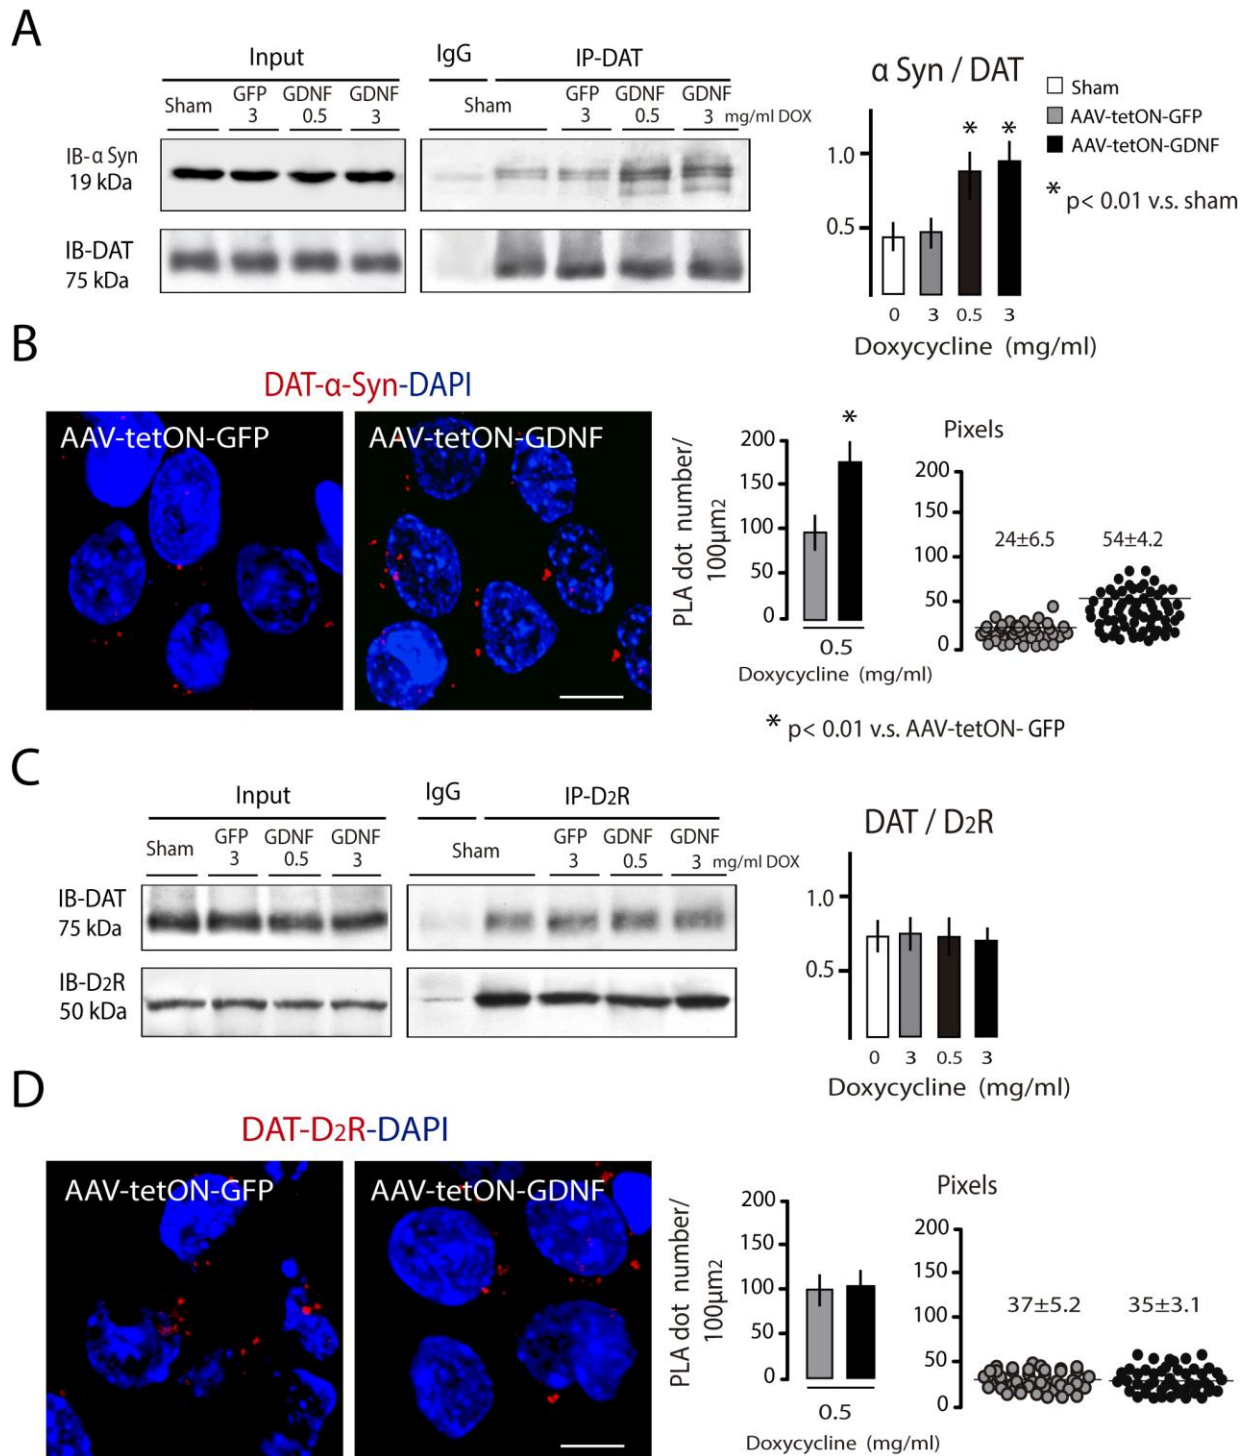 A
Input
IgG
IP-DAT
Sham
GFP
3
GDNF
0.5
GDNF
3
Sham
GFP
3
GDNF
0.5
GDNF
3
mg/ml DOX
IB-α Syn
19 kDa
IB-DAT
75 kDa
α Syn / DAT
1.0
0.5
* *
0 3 0.5 3
Doxycycline (mg/ml)
Sham
AAV-tetON-GFP
AAV-tetON-GDNF
* p< 0.01 v.s. sham
B
DAT-α-Syn-DAPI
AAV-tetON-GFP
AAV-tetON-GDNF
PLA dot number/
100µm2
200
150
100
50
0
*
0.5
Doxycycline (mg/ml)
Pixels
200
150
100
50
0
24±6.5
54±4.2
* p< 0.01 v.s. AAV-tetON- GFP
C
Input
IgG
IP-D2R
Sham
GFP
3
GDNF
0.5
GDNF
3
Sham
GFP
3
GDNF
0.5
GDNF
3
mg/ml DOX
IB-DAT
75 kDa
IB-D2R
50 kDa
DAT / D2R
1.0
0.5
0 3 0.5 3
Doxycycline (mg/ml)
D
DAT-D2R-DAPI
AAV-tetON-GFP
AAV-tetON-GDNF
PLA dot number/
100µm2
200
150
100
50
0
0.5
Doxycycline (mg/ml)
Pixels
200
150
100
50
0
37±5.2
35±3.1